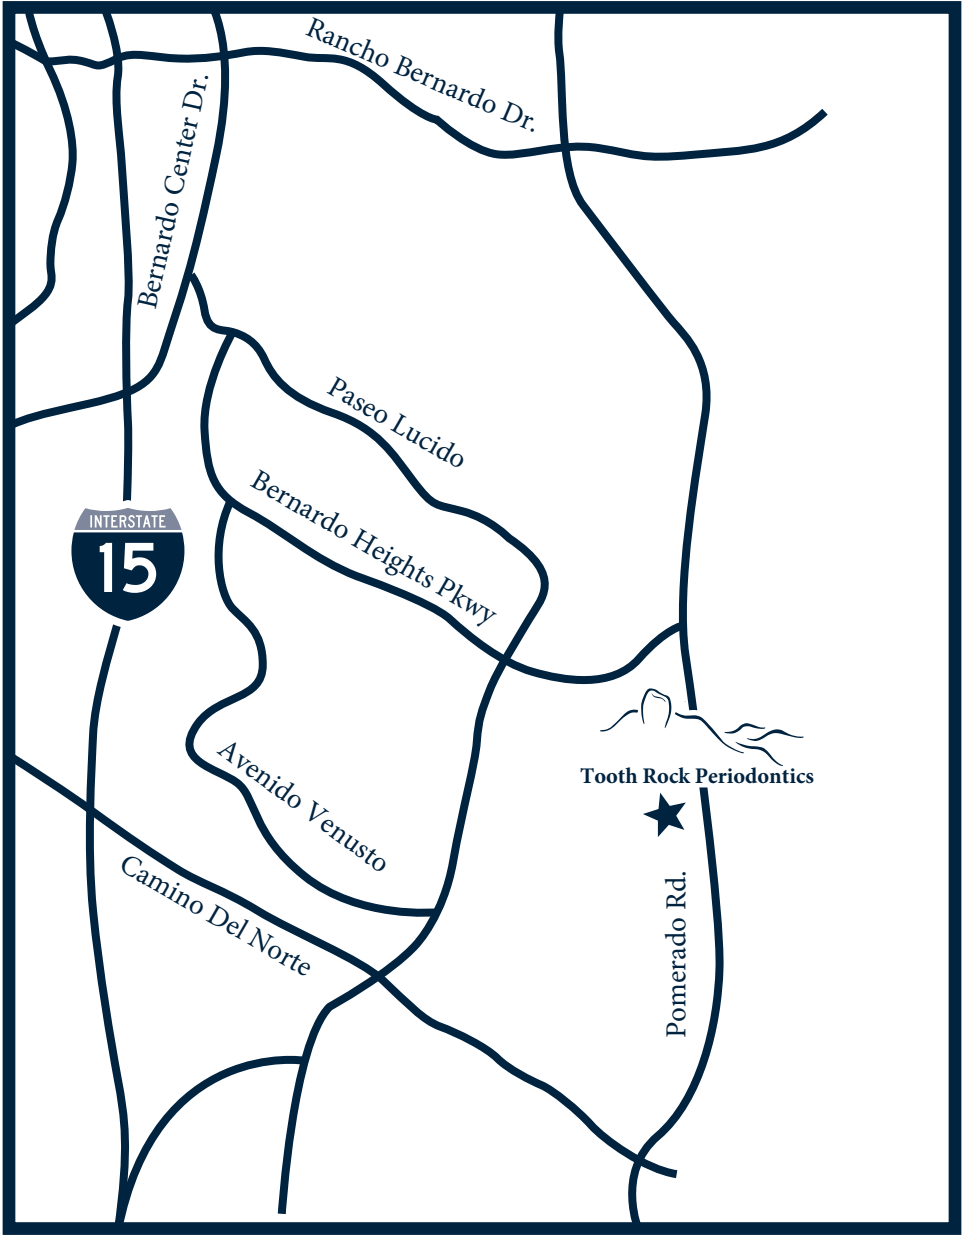 Rancho Bernardo Dr.
Bernardo Center Dr.
Paseo Lucido
Bernardo Heights Pkwy
INTERSTATE
15
Tooth Rock Periodontics
Avenido Venusto
Camino Del Norte
Pomerado Rd.